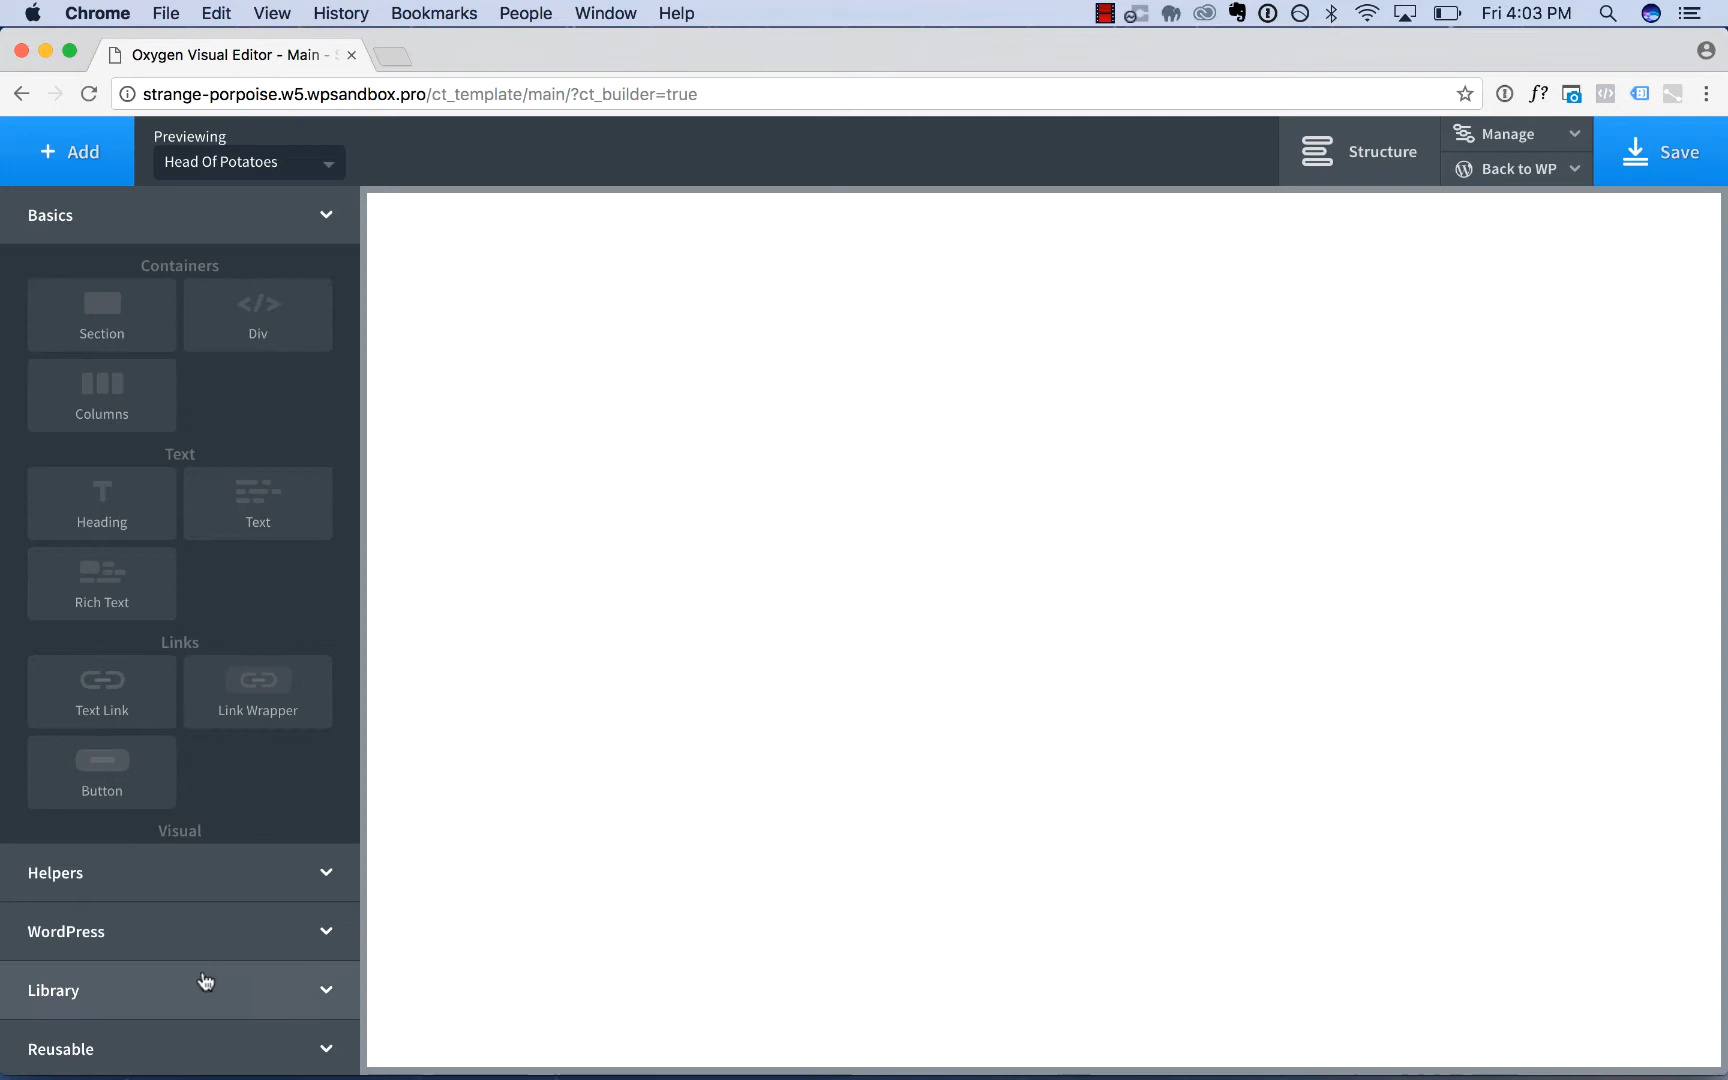 Chrome File Edit View History Bookmarks People Window Help Fri 4:03 PM
Oxygen Visual Editor - Main -
strange-porpoise.w5.wpsandbox.pro/ct_template/main/?ct_builder=true
+ Add
Previewing
Head Of Potatoes
Structure
Manage
Back to WP
Save
Basics
Containers
Section
Div
Columns
Text
Heading
Text
Rich Text
Links
Text Link
Link Wrapper
Button
Visual
Helpers
WordPress
Library
Reusable